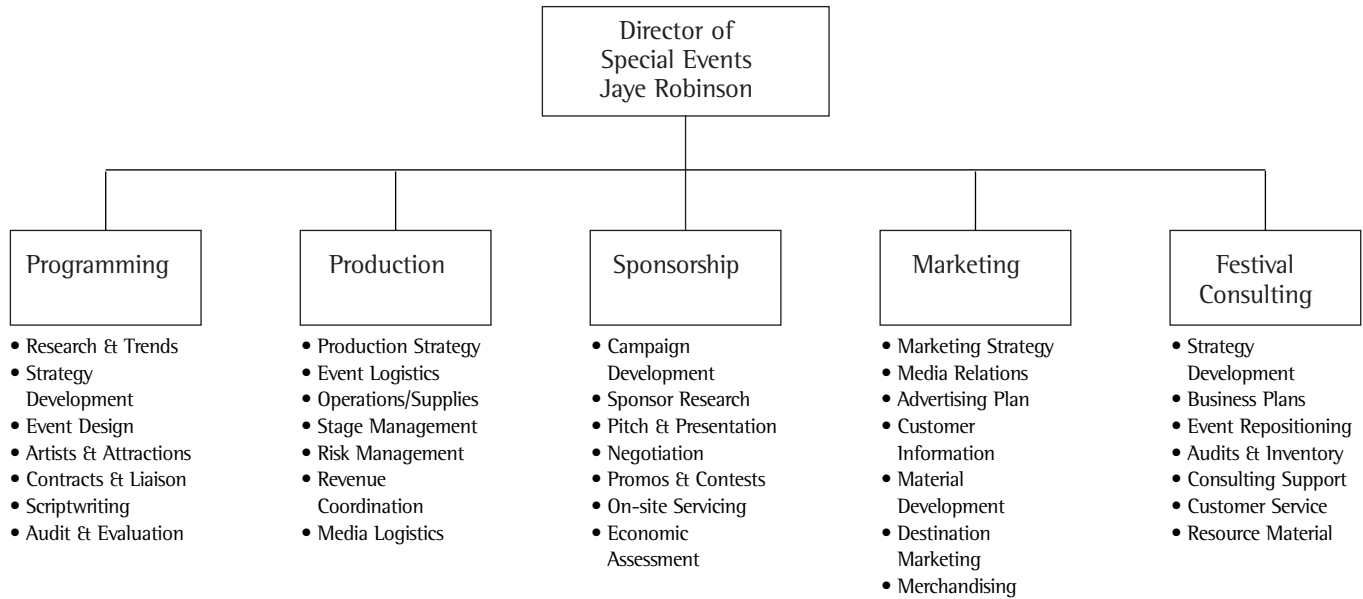 Director of
Special Events
Jaye Robinson
Programming
• Research & Trends
• Strategy
Development
• Event Design
• Artists & Attractions
• Contracts & Liaison
• Scriptwriting
• Audit & Evaluation
Production
• Production Strategy
• Event Logistics
• Operations/Supplies
• Stage Management
• Risk Management
• Revenue
Coordination
• Media Logistics
Sponsorship
• Campaign
Development
• Sponsor Research
• Pitch & Presentation
• Negotiation
• Promos & Contests
• On-site Servicing
• Economic
Assessment
Marketing
• Marketing Strategy
• Media Relations
• Advertising Plan
• Customer
Information
• Material
Development
• Destination
Marketing
• Merchandising
Festival
Consulting
• Strategy
Development
• Business Plans
• Event Repositioning
• Audits & Inventory
• Consulting Support
• Customer Service
• Resource Material